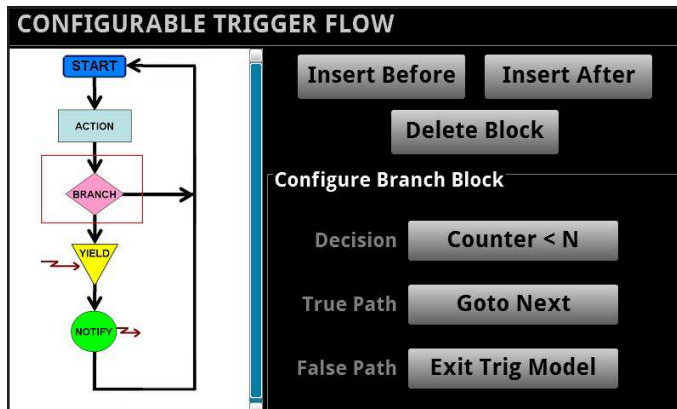 CONFIGURABLE TRIGGER FLOW
START
ACTION
BRANCH
YIELD
NOTIFY
Insert Before Insert After
Delete Block
Configure Branch Block
Decision Counter < N
True Path Goto Next
False Path Exit Trig Model